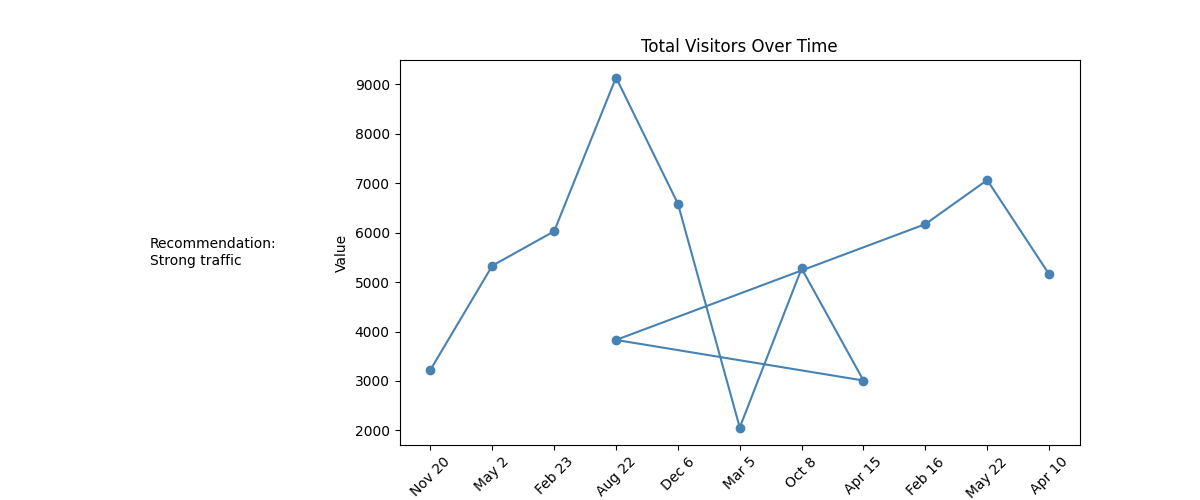 Total Visitors Over Time
Recommendation:
Strong traffic
Value
9000
8000
7000
6000
5000
4000
3000
2000
Nov 20
May 2
Feb 23
Aug 22
Dec 6
Mar 5
Oct 8
Apr 15
Feb 16
May 22
Apr 10